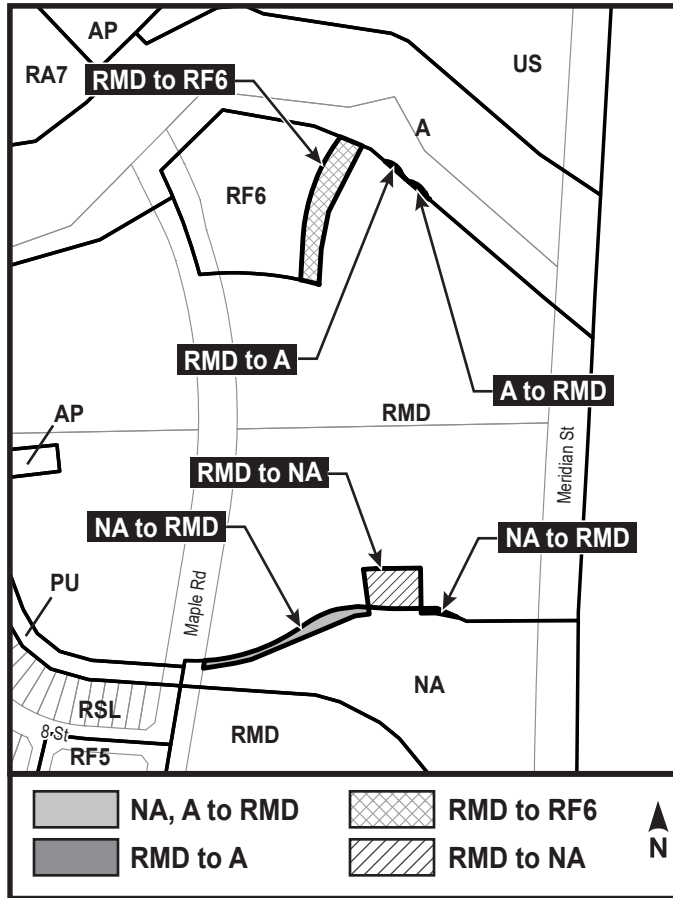 AP
RA7
US
RMD to RF6
A
RF6
RMD to A
A to RMD
AP
RMD
RMD to NA
Meridian St
NA to RMD
NA to RMD
PU
Maple Rd
NA
RSL
8 St
RMD
RF5
NA, A to RMD
RMD to RF6
RMD to A
RMD to NA
N